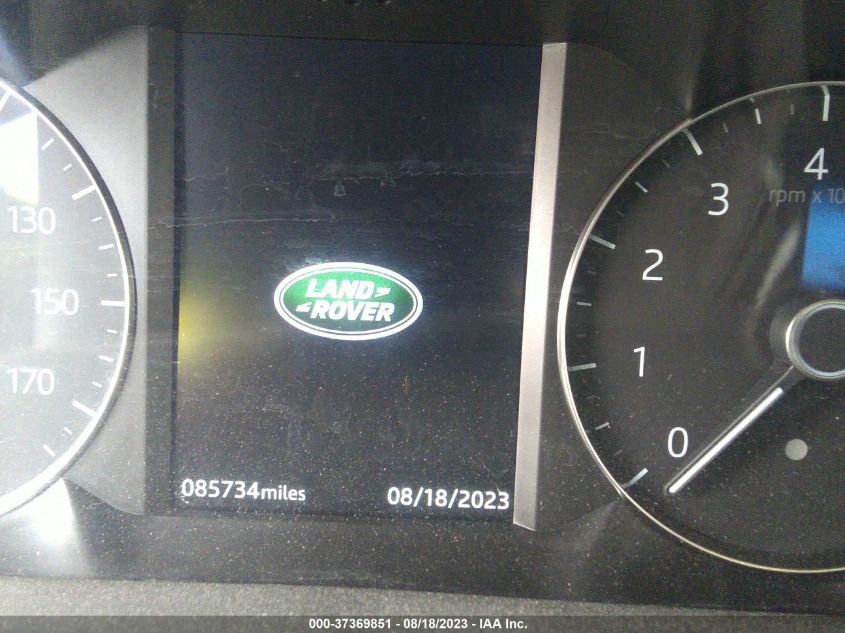 130
150
170
LAND
ROVER
085734miles
08/18/2023
4
rpm x 10
3
2
1
0
000-37369851 - 08/18/2023 - IAA Inc.